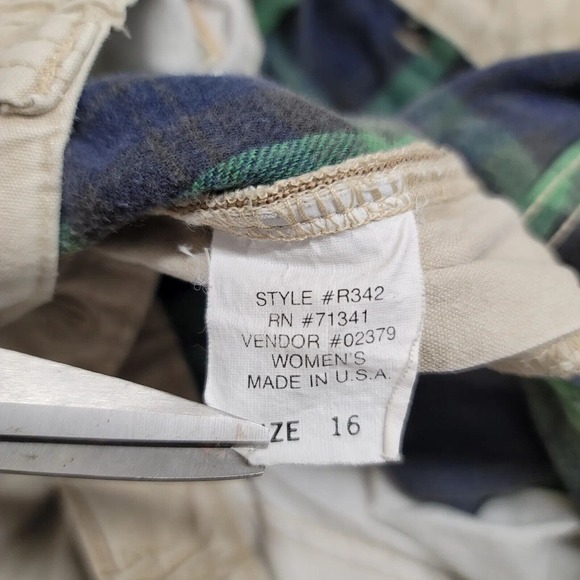 STYLE #R342
RN #71341
VENDOR #02379
WOMEN'S
MADE IN U.S.A.
ZE 16